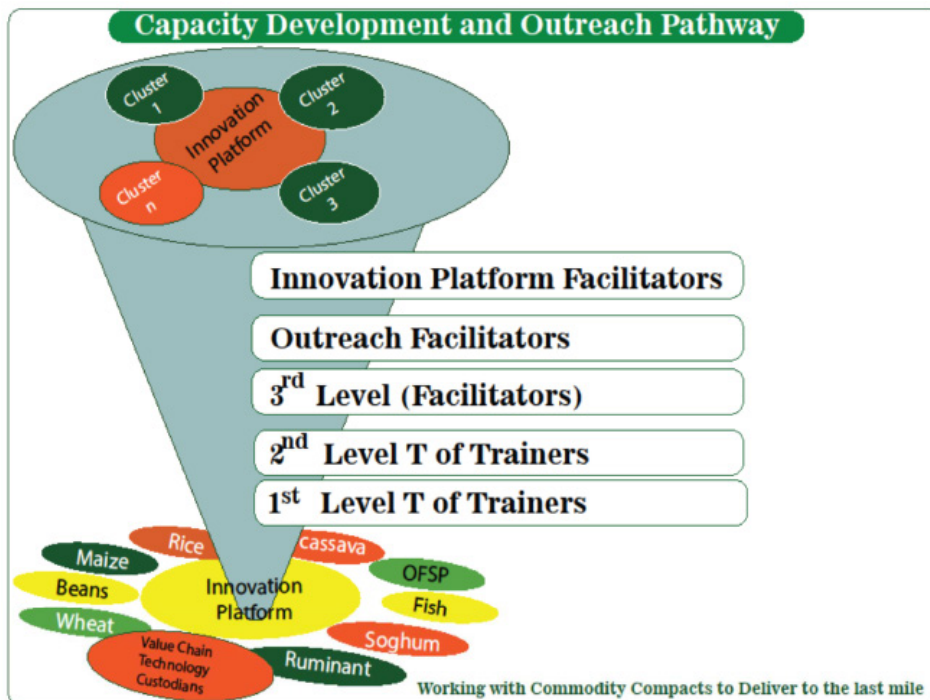 Capacity Development and Outreach Pathway
Cluster
1
Cluster
2
Innovation
Platform
Cluster
n
Cluster
3
Innovation Platform Facilitators
Outreach Facilitators
3rd Level (Facilitators)
2nd Level T of Trainers
1st Level T of Trainers
Rice
cassava
Maize
OFSP
Beans
Innovation
Platform
Fish
Wheat
Soghum
Value Chain
Technology
Custodians
Ruminant
Working with Commodity Compacts to Deliver to the last mile